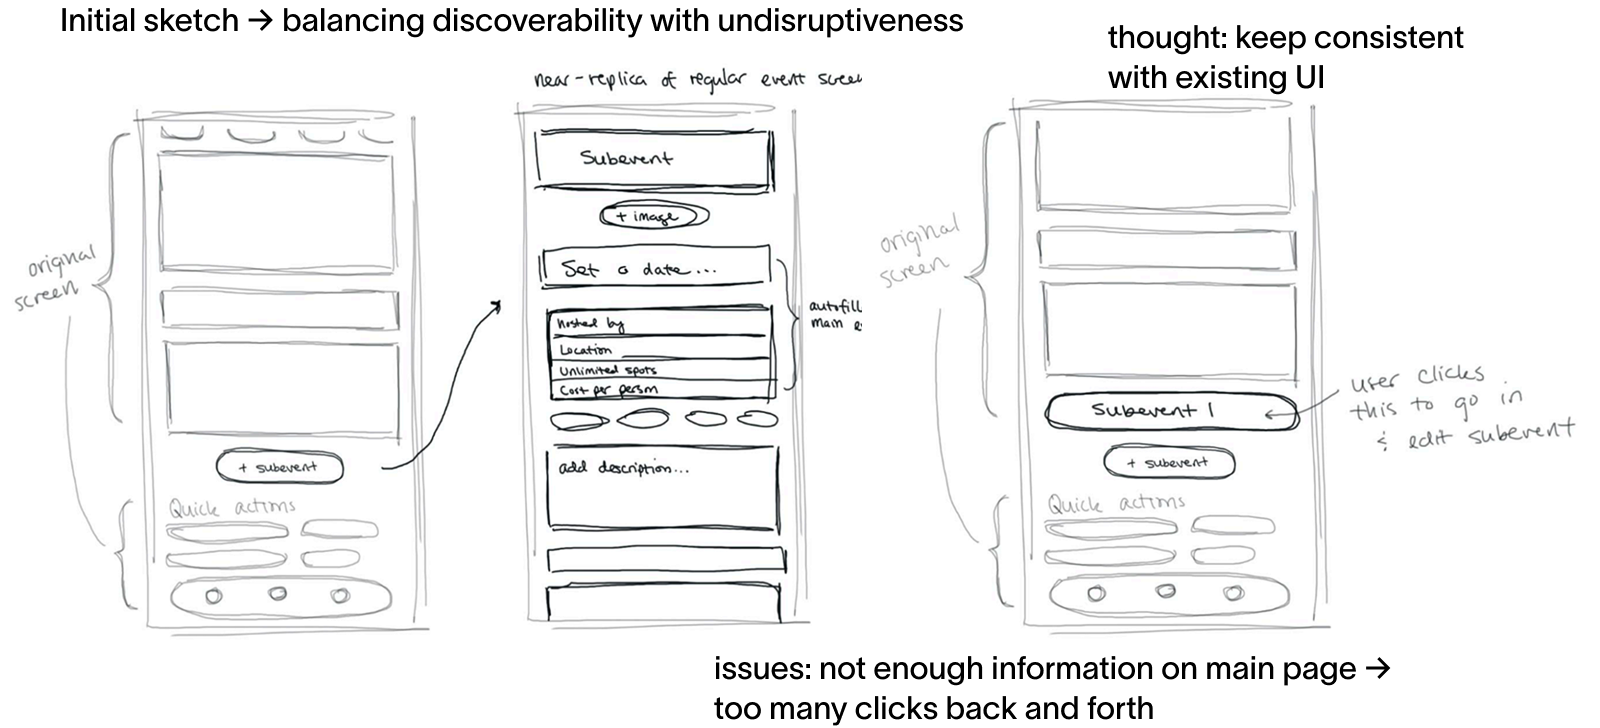 Initial sketch → balancing discoverability with undisruptiveness
thought: keep consistent
with existing UI
near-replica of regular event screen
original
screen
+ subevent
Quick actions
Subevent
+ image
Set a date...
autofill
main
hosted by
Location
Unlimited spots
Cost per person
add description...
original
screen
Subevent 1
user clicks
this to go in
& edit subevent
+ subevent
Quick actions
issues: not enough information on main page →
too many clicks back and forth